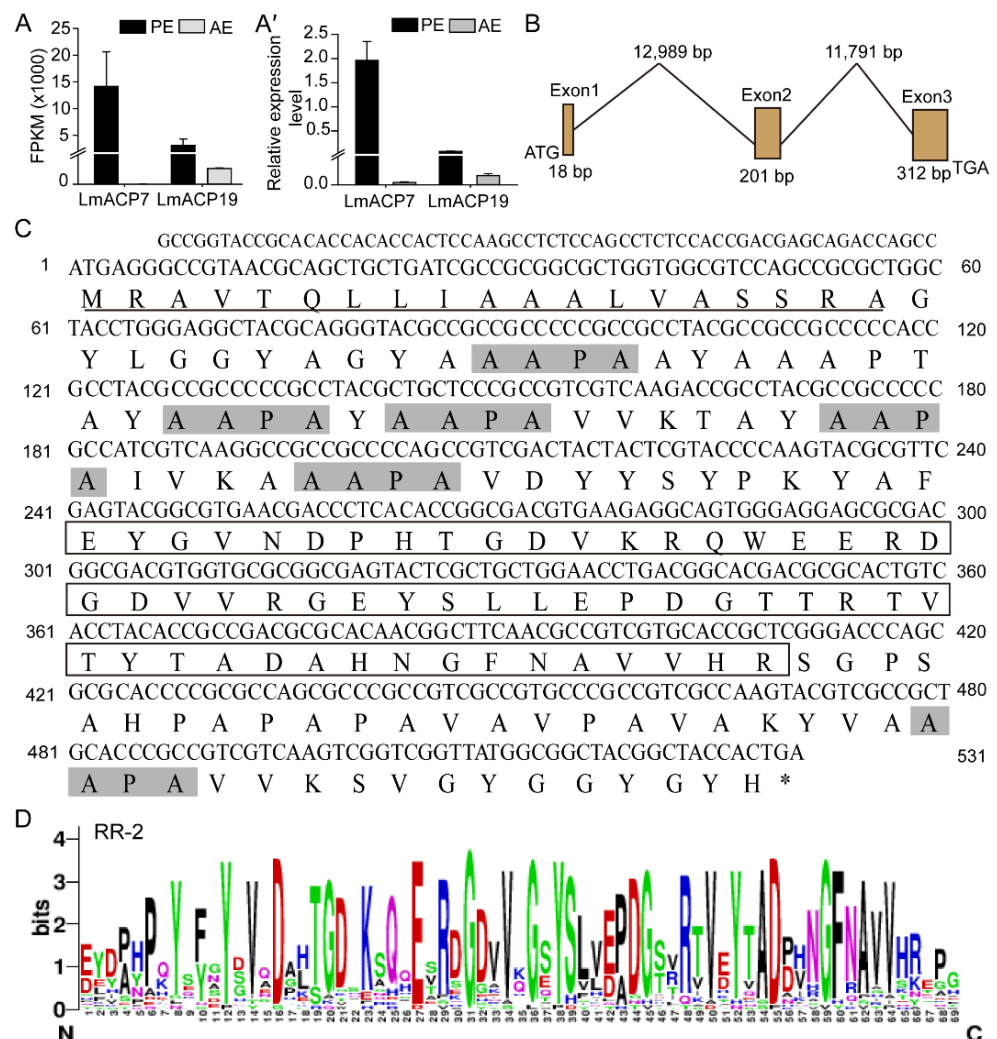 A
PE AE
FPKM (x1000)
25
20
15
10
5
0
LmACP7 LmACP19
A′
PE AE
Relative expression
level
2.5
2.0
1.5
1.0
0.5
0.0
LmACP7 LmACP19
B
12,989 bp 11,791 bp
Exon1 Exon2 Exon3
ATG TGA
18 bp 201 bp 312 bp
C
GCCGGTACCGCACACCACACCACTCCAAGCCTCTCCAGCCTCTCCACCGACGAGCAGACCAGCC
1 ATGAGGGCCGTAACGCAGCTGCTGATCGCCGCGGCGCTGGTGGCGTCCAGCCGCGCTGGC 60
M R A V T Q L L I A A A L V A S S R A G
61 TACCTGGGAGGCTACGCAGGGTACGCCGCCGCCCCCGCCGCCTACGCCGCCGCCCCCACC 120
Y L G G Y A G Y A A A P A A Y A A A P T
121 GCCTACGCCGCCCCCGCCTACGCTGCTCCCGCCGTCGTCAAGACCGCCTACGCCGCCCCC 180
A Y A A P A Y A A P A V V K T A Y A A P
181 GCCATCGTCAAGGCCGCCGCCCCAGCCGTCGACTACTACTCGTACCCCAAGTACGCGTTC 240
A I V K A A A P A V D Y Y S Y P K Y A F
241 GAGTACGGCGTGAACGACCCTCACACCGGCGACGTGAAGAGGCAGTGGGAGGAGCGCGAC 300
E Y G V N D P H T G D V K R Q W E E R D
301 GGCGACGTGGTGCGCGGCGAGTACTCGCTGCTGGAACCTGACGGCACGACGCGCACTGTC 360
G D V V R G E Y S L L E P D G T T R T V
361 ACCTACACCGCCGACGCGCACAACGGCTTCAACGCCGTCGTGCACCGCTCGGGACCCAGC 420
T Y T A D A H N G F N A V V H R S G P S
421 GCGCACCCCGCGCCAGCGCCCGCCGTCGCCGTGCCCGCCGTCGCCAAGTACGTCGCCGCT 480
A H P A P A P A V A V P A V A K Y V A A
481 GCACCCGCCGTCGTCAAGTCGGTCGGTTATGGCGGCTACGGCTACCACTGA 531
A P A V V K S V G Y G G Y G Y H *
D
RR-2
bits
4
3
2
1
0
N C